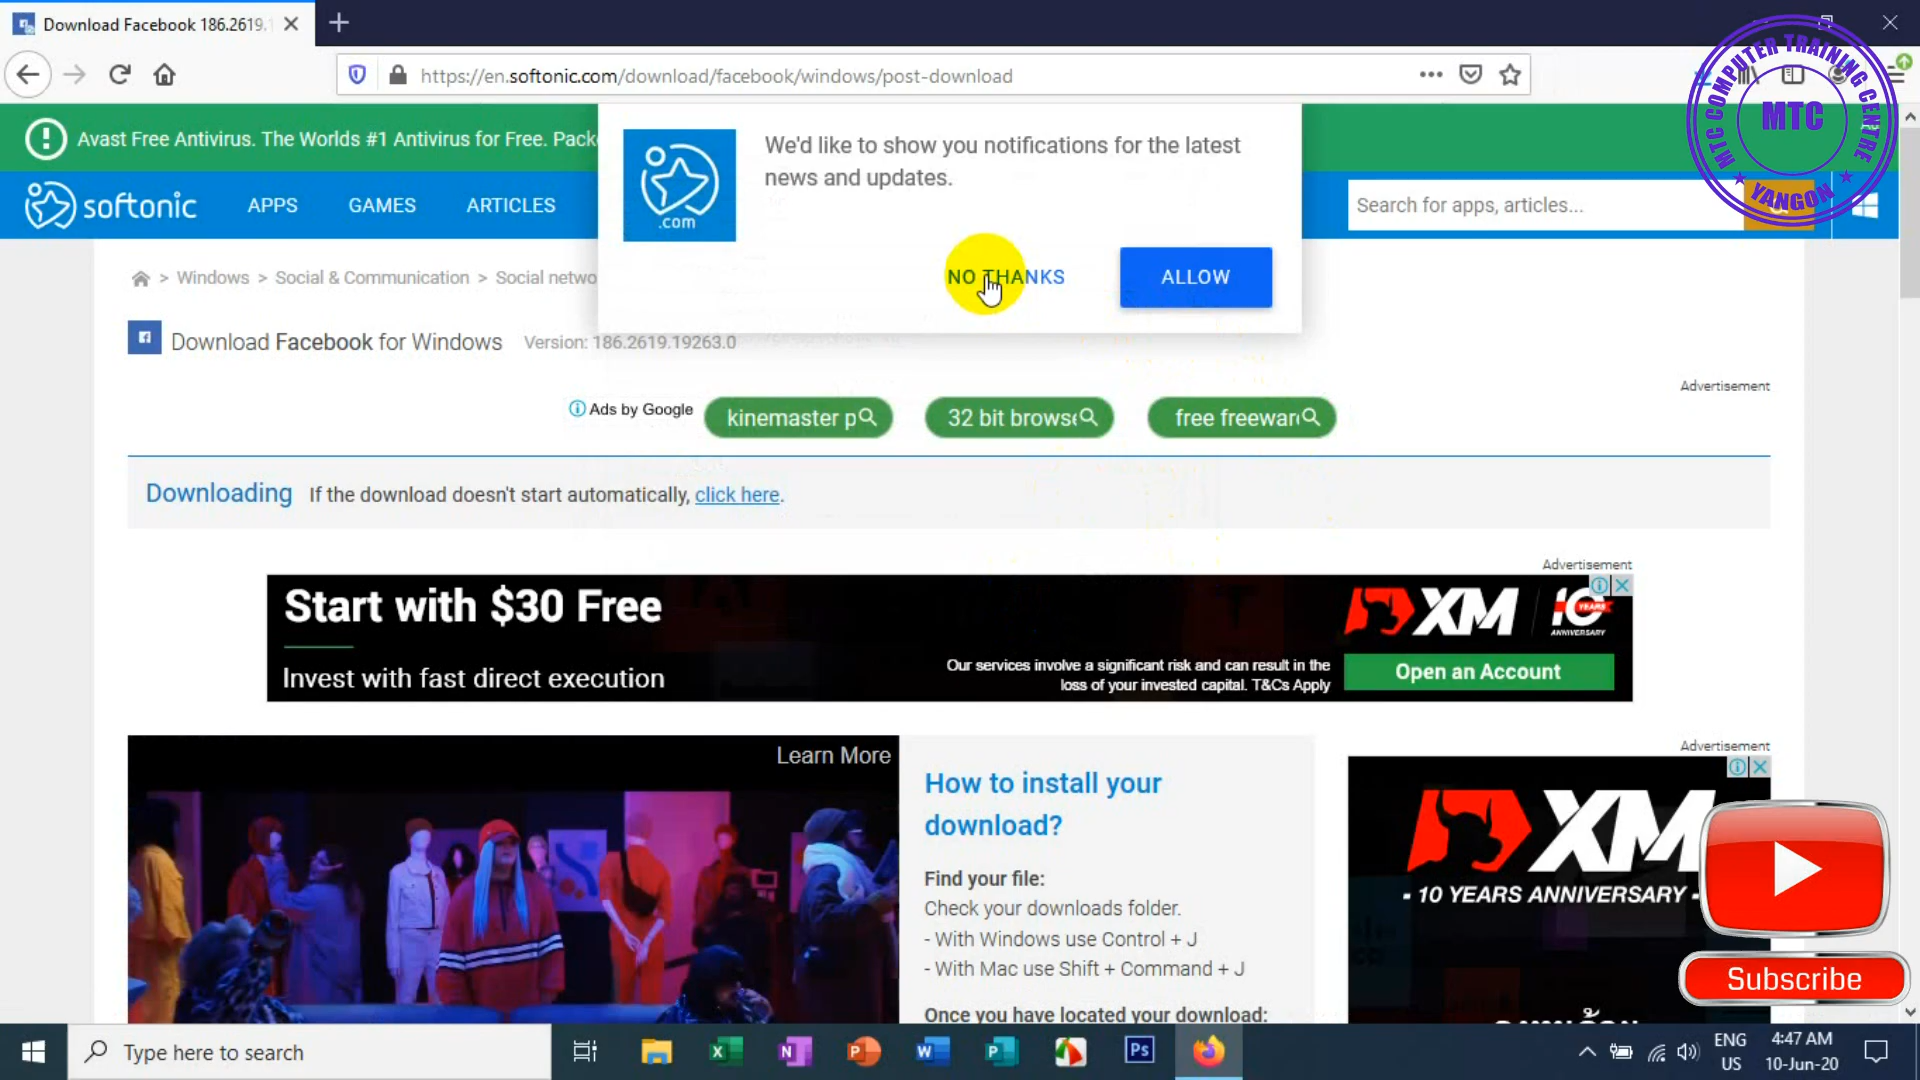 Download Facebook 186.2619.
https://en.softonic.com/download/facebook/windows/post-download
Avast Free Antivirus. The Worlds #1 Antivirus for Free. Pack
softonic
APPS
GAMES
ARTICLES
.com
We'd like to show you notifications for the latest
news and updates.
NO THANKS
ALLOW
Search for apps, articles...
MTC COMPUTER TRAINING CENTRE
MTC
YANGON
> Windows > Social & Communication > Social netwo
Download Facebook for Windows
Version: 186.2619.19263.0
Advertisement
Ads by Google
kinemaster p
32 bit browse
free freewar
Downloading
If the download doesn't start automatically, click here.
Advertisement
Start with $30 Free
Invest with fast direct execution
Our services involve a significant risk and can result in the
loss of your invested capital. T&Cs Apply
XM
10
YEARS
ANNIVERSARY
Open an Account
Learn More
How to install your
download?
Find your file:
Check your downloads folder.
- With Windows use Control + J
- With Mac use Shift + Command + J
Once you have located your download:
Advertisement
XM
- 10 YEARS ANNIVERSARY -
Subscribe
Type here to search
Ps
ENG
US
4:47 AM
10-Jun-20